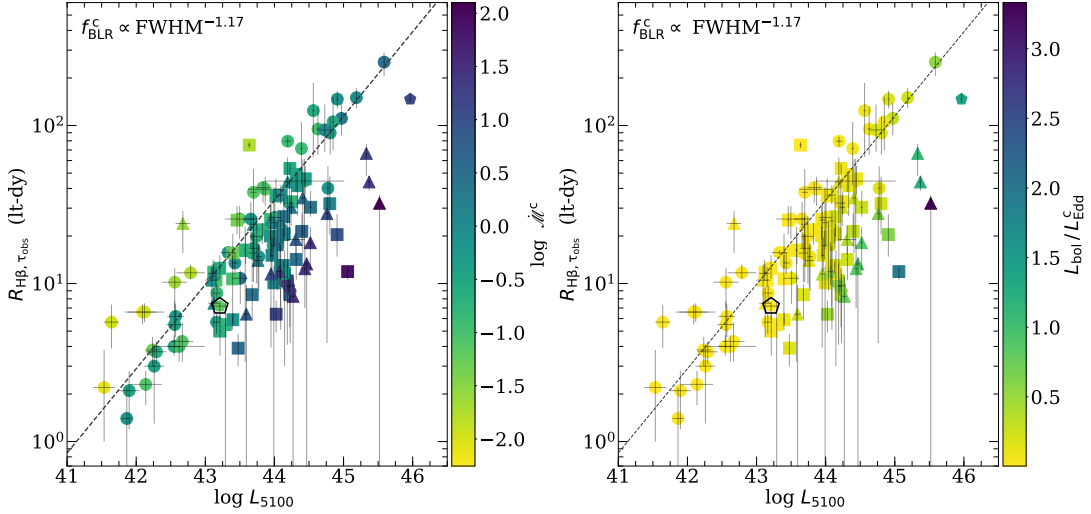 f^c_BLR ∝ FWHM^−1.17
R_Hβ, τ_obs (lt-dy)
10^2
10^1
10^0
41 42 43 44 45 46
log L_5100
2.0
1.5
1.0
0.5
0.0
−0.5
−1.0
−1.5
−2.0
log ℳ̇^c
f^c_BLR ∝ FWHM^−1.17
R_Hβ, τ_obs (lt-dy)
10^2
10^1
10^0
41 42 43 44 45 46
log L_5100
3.0
2.5
2.0
1.5
1.0
0.5
L_bol/L^c_Edd